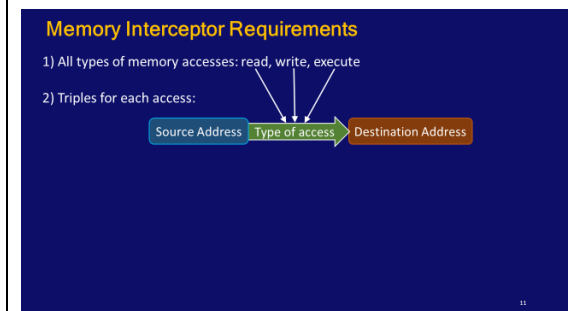 Memory Interceptor Requirements
1) All types of memory accesses: read, write, execute
2) Triples for each access:
Source Address Type of access Destination Address
11